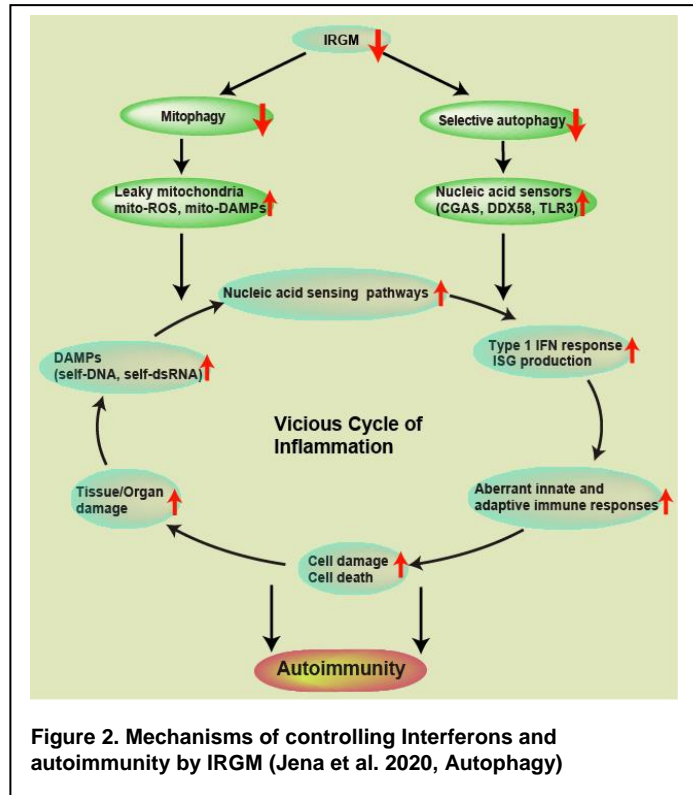 IRGM
Mitophagy
Selective autophagy
Leaky mitochondria
mito-ROS, mito-DAMPs
Nucleic acid sensors
(CGAS, DDX58, TLR3)
Nucleic acid sensing pathways
DAMPs
(self-DNA, self-dsRNA)
Type 1 IFN response
ISG production
Vicious Cycle of
Inflammation
Tissue/Organ
damage
Aberrant innate and
adaptive immune responses
Cell damage
Cell death
Autoimmunity
Figure 2. Mechanisms of controlling Interferons and
autoimmunity by IRGM (Jena et al. 2020, Autophagy)